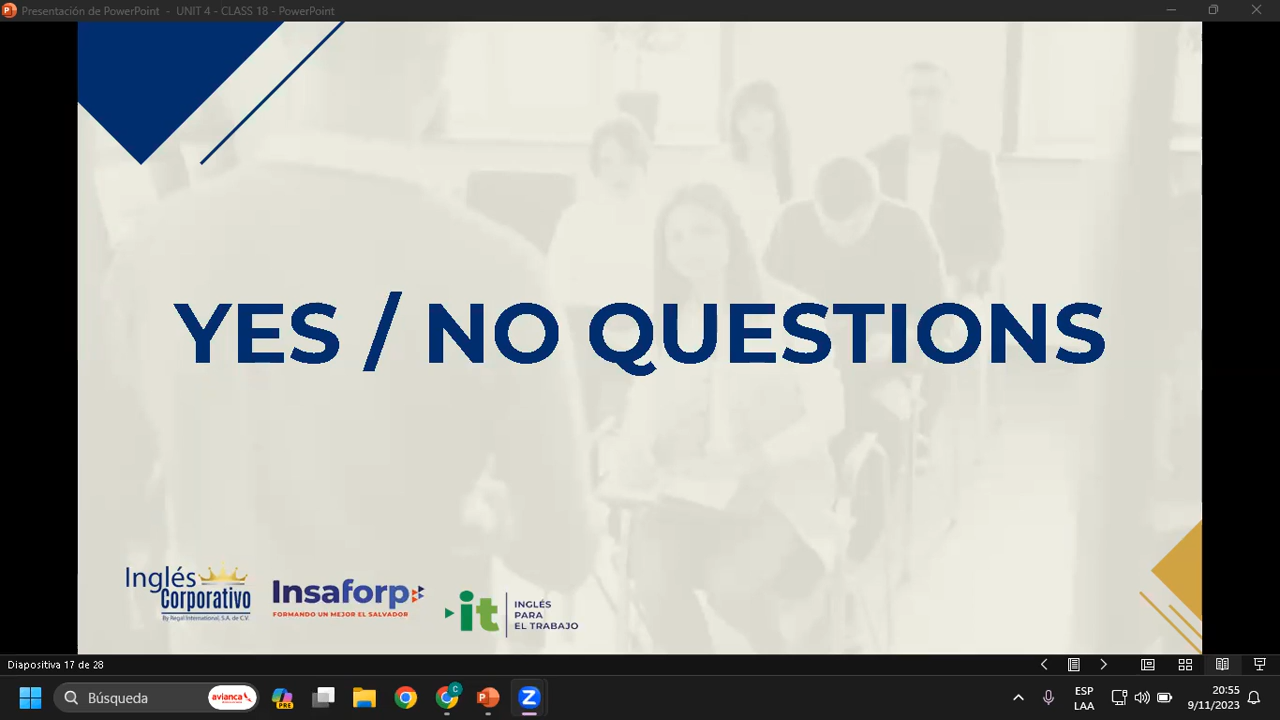 Presentación de PowerPoint - UNIT 4 - CLASS 18 - PowerPoint
YES / NO QUESTIONS
Inglés
Corporativo
By Regal International, S.A. de C.V.
Insaforp
FORMANDO UN MEJOR EL SALVADOR
it
INGLÉS
PARA
EL TRABAJO
Diapositiva 17 de 28
Búsqueda
avianca
PRE
C
Z
ESP
LAA
20:55
9/11/2023